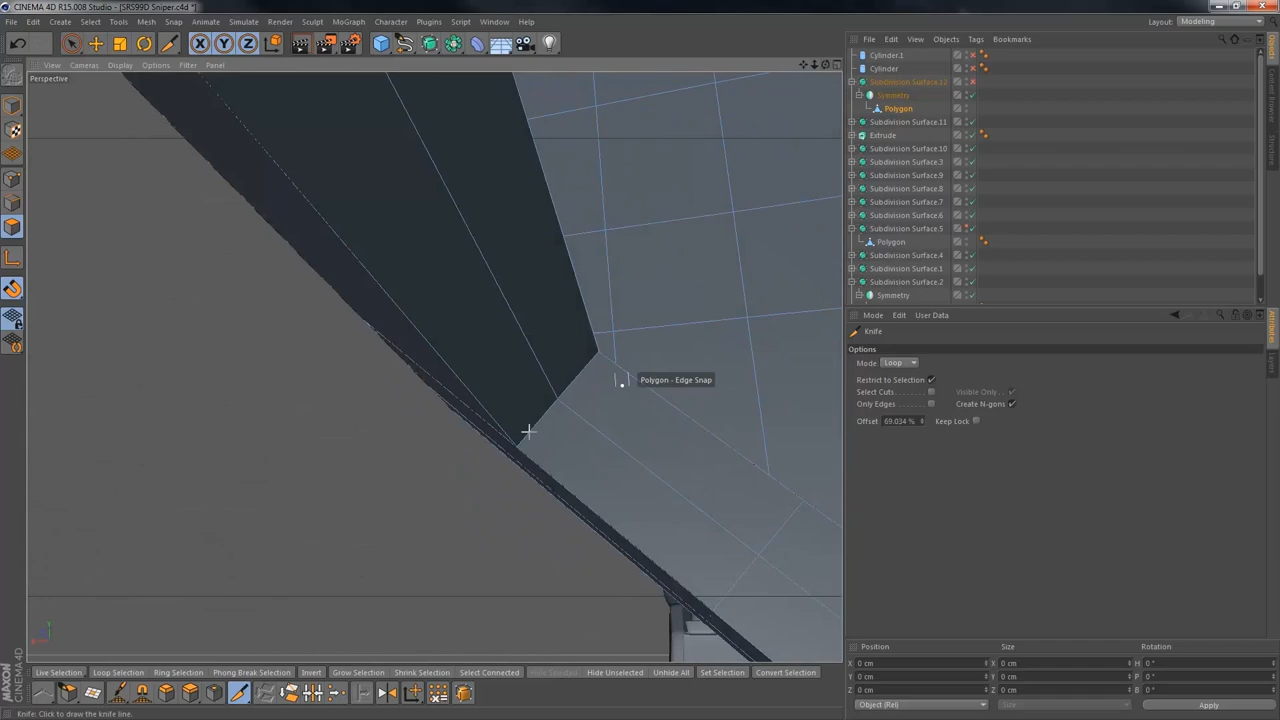 CINEMA 4D R15.008 Studio - [SRS99D Sniper.c4d *]
File Edit Create Select Tools Mesh Snap Animate Simulate Render Sculpt MoGraph Character Plugins Script Window Help
Layout: Modeling
View Cameras Display Options Filter Panel
Perspective
File Edit View Objects Tags Bookmarks
Cylinder.1
Cylinder
Subdivision Surface.12
Symmetry
Polygon
Subdivision Surface.11
Extrude
Subdivision Surface.10
Subdivision Surface.3
Subdivision Surface.9
Subdivision Surface.8
Subdivision Surface.7
Subdivision Surface.6
Subdivision Surface.5
Polygon
Subdivision Surface.4
Subdivision Surface.1
Subdivision Surface.2
Symmetry
Objects
Content Browser
Structure
Mode Edit User Data
Knife
Options
Mode Loop
Restrict to Selection
Select Cuts
Visible Only
Only Edges
Create N-gons
Offset 69.034 %
Keep Lock
Attributes
Layers
Polygon - Edge Snap
Position Size Rotation
X 0 cm X 0 cm H 0 °
Y 0 cm Y 0 cm P 0 °
Z 0 cm Z 0 cm B 0 °
Object (Rel) Size Apply
Live Selection Loop Selection Ring Selection Phong Break Selection Invert Grow Selection Shrink Selection Select Connected Hide Selected Hide Unselected Unhide All Set Selection Convert Selection
MAXON CINEMA 4D
Knife: Click to draw the knife line.